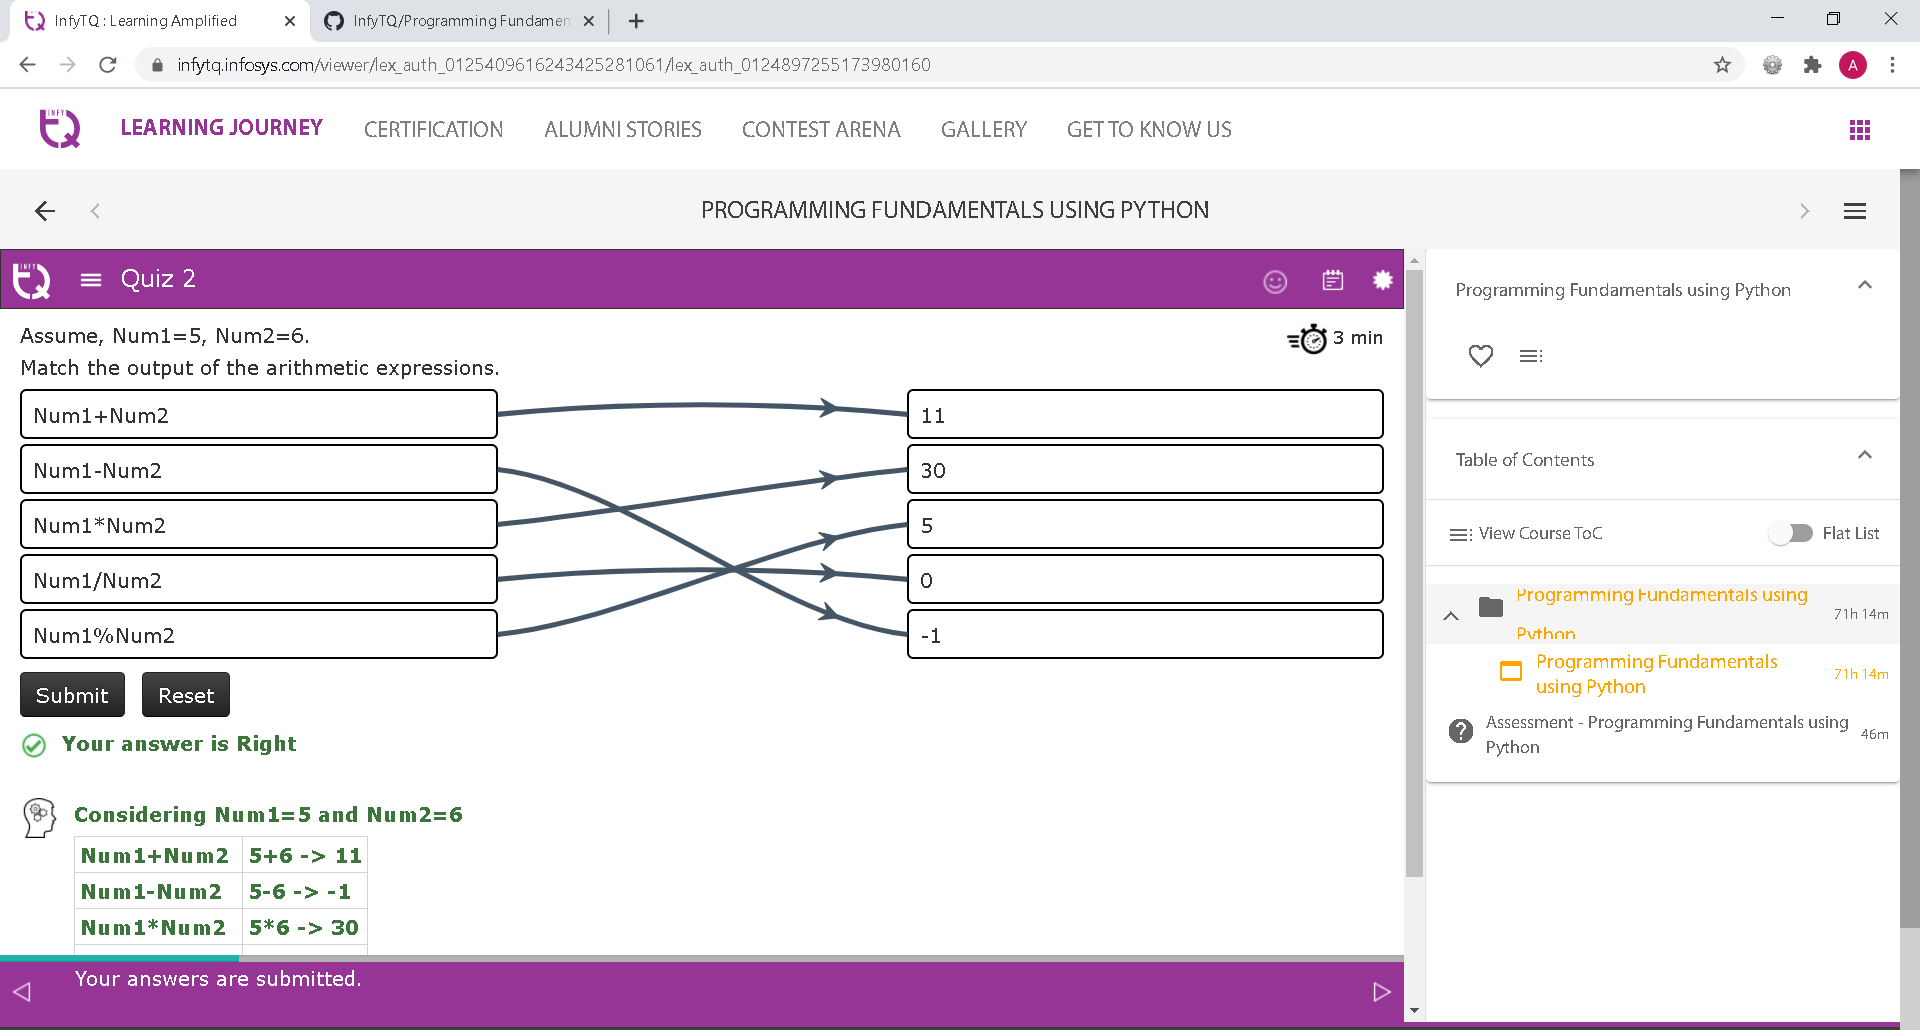 InfyTQ : Learning Amplified
InfyTQ/Programming Fundamen
infytq.infosys.com/viewer/lex_auth_0125409616243425281061/lex_auth_0124897255173980160
A
INFY TQ
LEARNING JOURNEY
CERTIFICATION
ALUMNI STORIES
CONTEST ARENA
GALLERY
GET TO KNOW US
PROGRAMMING FUNDAMENTALS USING PYTHON
INFY TQ
Quiz 2
Assume, Num1=5, Num2=6.
3 min
Match the output of the arithmetic expressions.
Num1+Num2
11
Num1-Num2
30
Num1*Num2
5
Num1/Num2
0
Num1%Num2
-1
Submit
Reset
Your answer is Right
Considering Num1=5 and Num2=6
Num1+Num2 5+6 -> 11
Num1-Num2 5-6 -> -1
Num1*Num2 5*6 -> 30
Your answers are submitted.
Programming Fundamentals using Python
Table of Contents
View Course ToC
Flat List
Programming Fundamentals using
Python
71h 14m
Programming Fundamentals
using Python
71h 14m
Assessment - Programming Fundamentals using
Python
46m